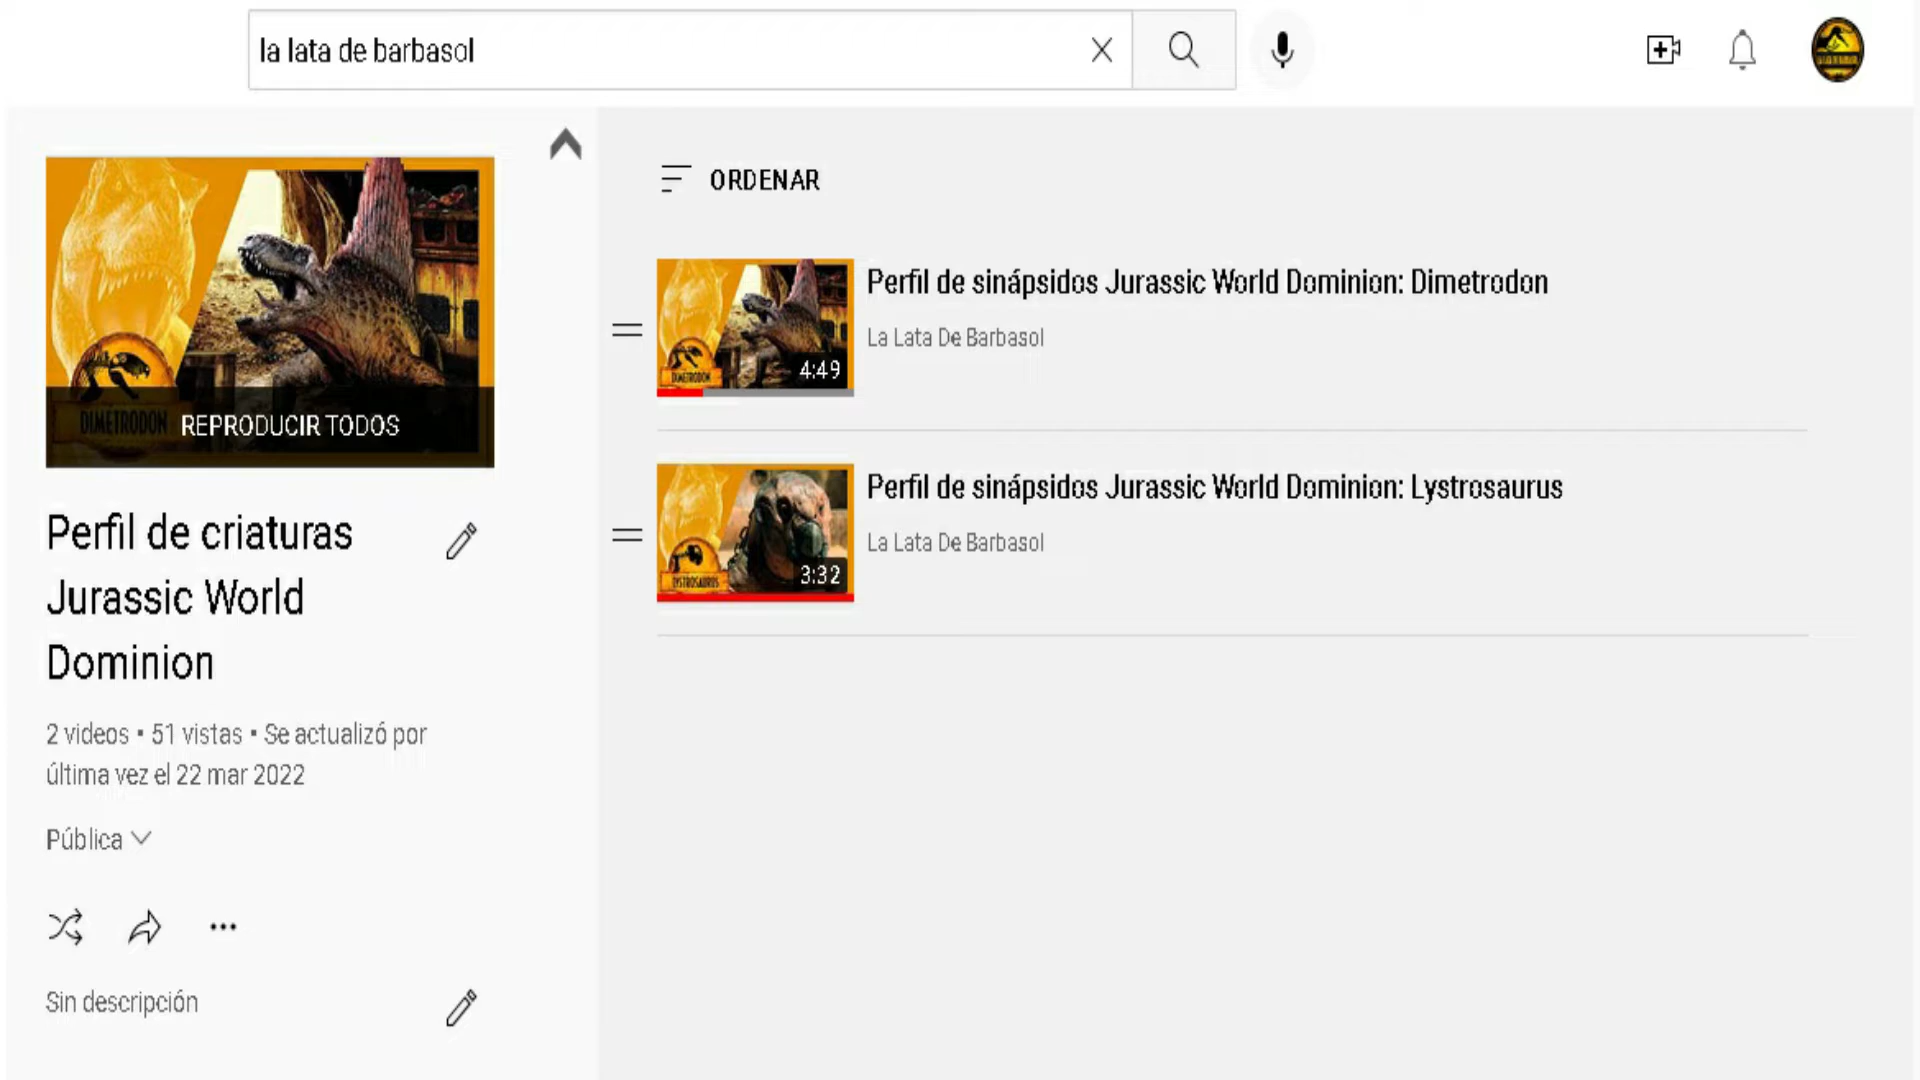 la lata de barbasol
DIMETRODON
REPRODUCIR TODOS
Perfil de criaturas
Jurassic World
Dominion
2 videos • 51 vistas • Se actualizó por
última vez el 22 mar 2022
Pública
Sin descripción
ORDENAR
DIMETRODON
4:49
Perfil de sinápsidos Jurassic World Dominion: Dimetrodon
La Lata De Barbasol
LYSTROSAURUS
3:32
Perfil de sinápsidos Jurassic World Dominion: Lystrosaurus
La Lata De Barbasol